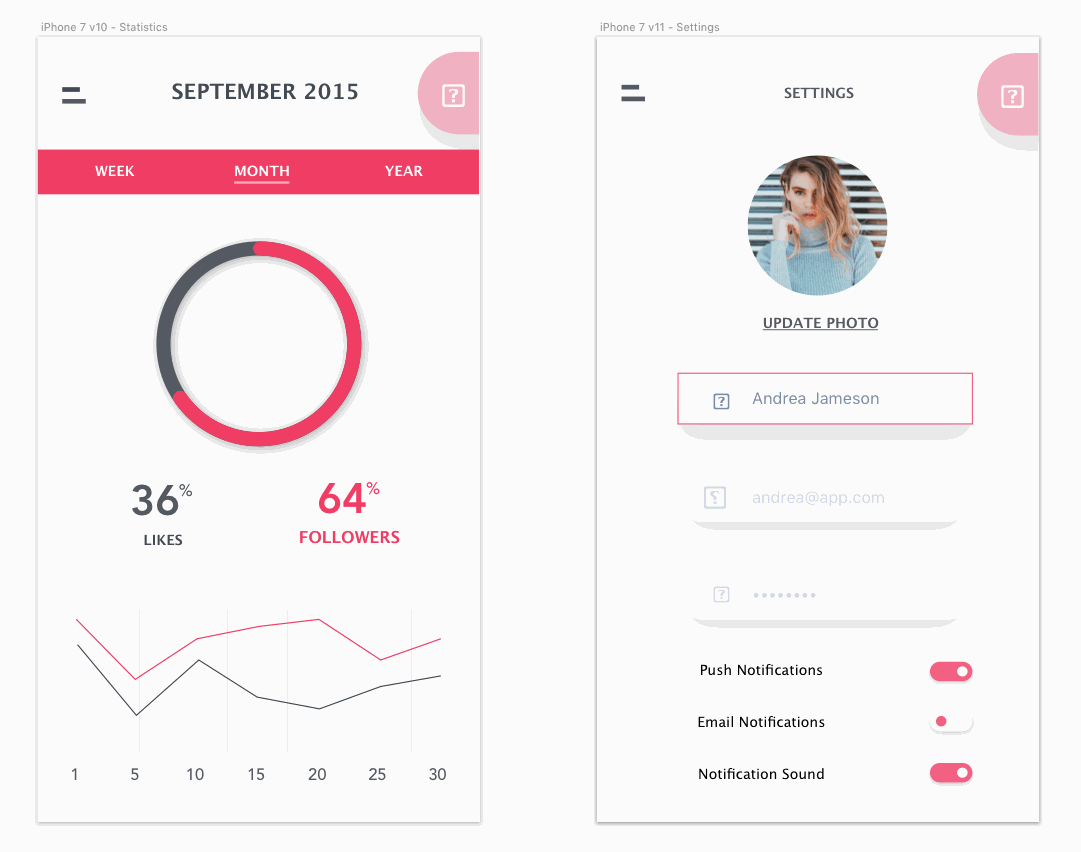 iPhone 7 v10 - Statistics
SEPTEMBER 2015
WEEK MONTH YEAR
36% 64%
LIKES FOLLOWERS
1 5 10 15 20 25 30
iPhone 7 v11 - Settings
SETTINGS
UPDATE PHOTO
Andrea Jameson
andrea@app.com
••••••••
Push Notifications
Email Notifications
Notification Sound